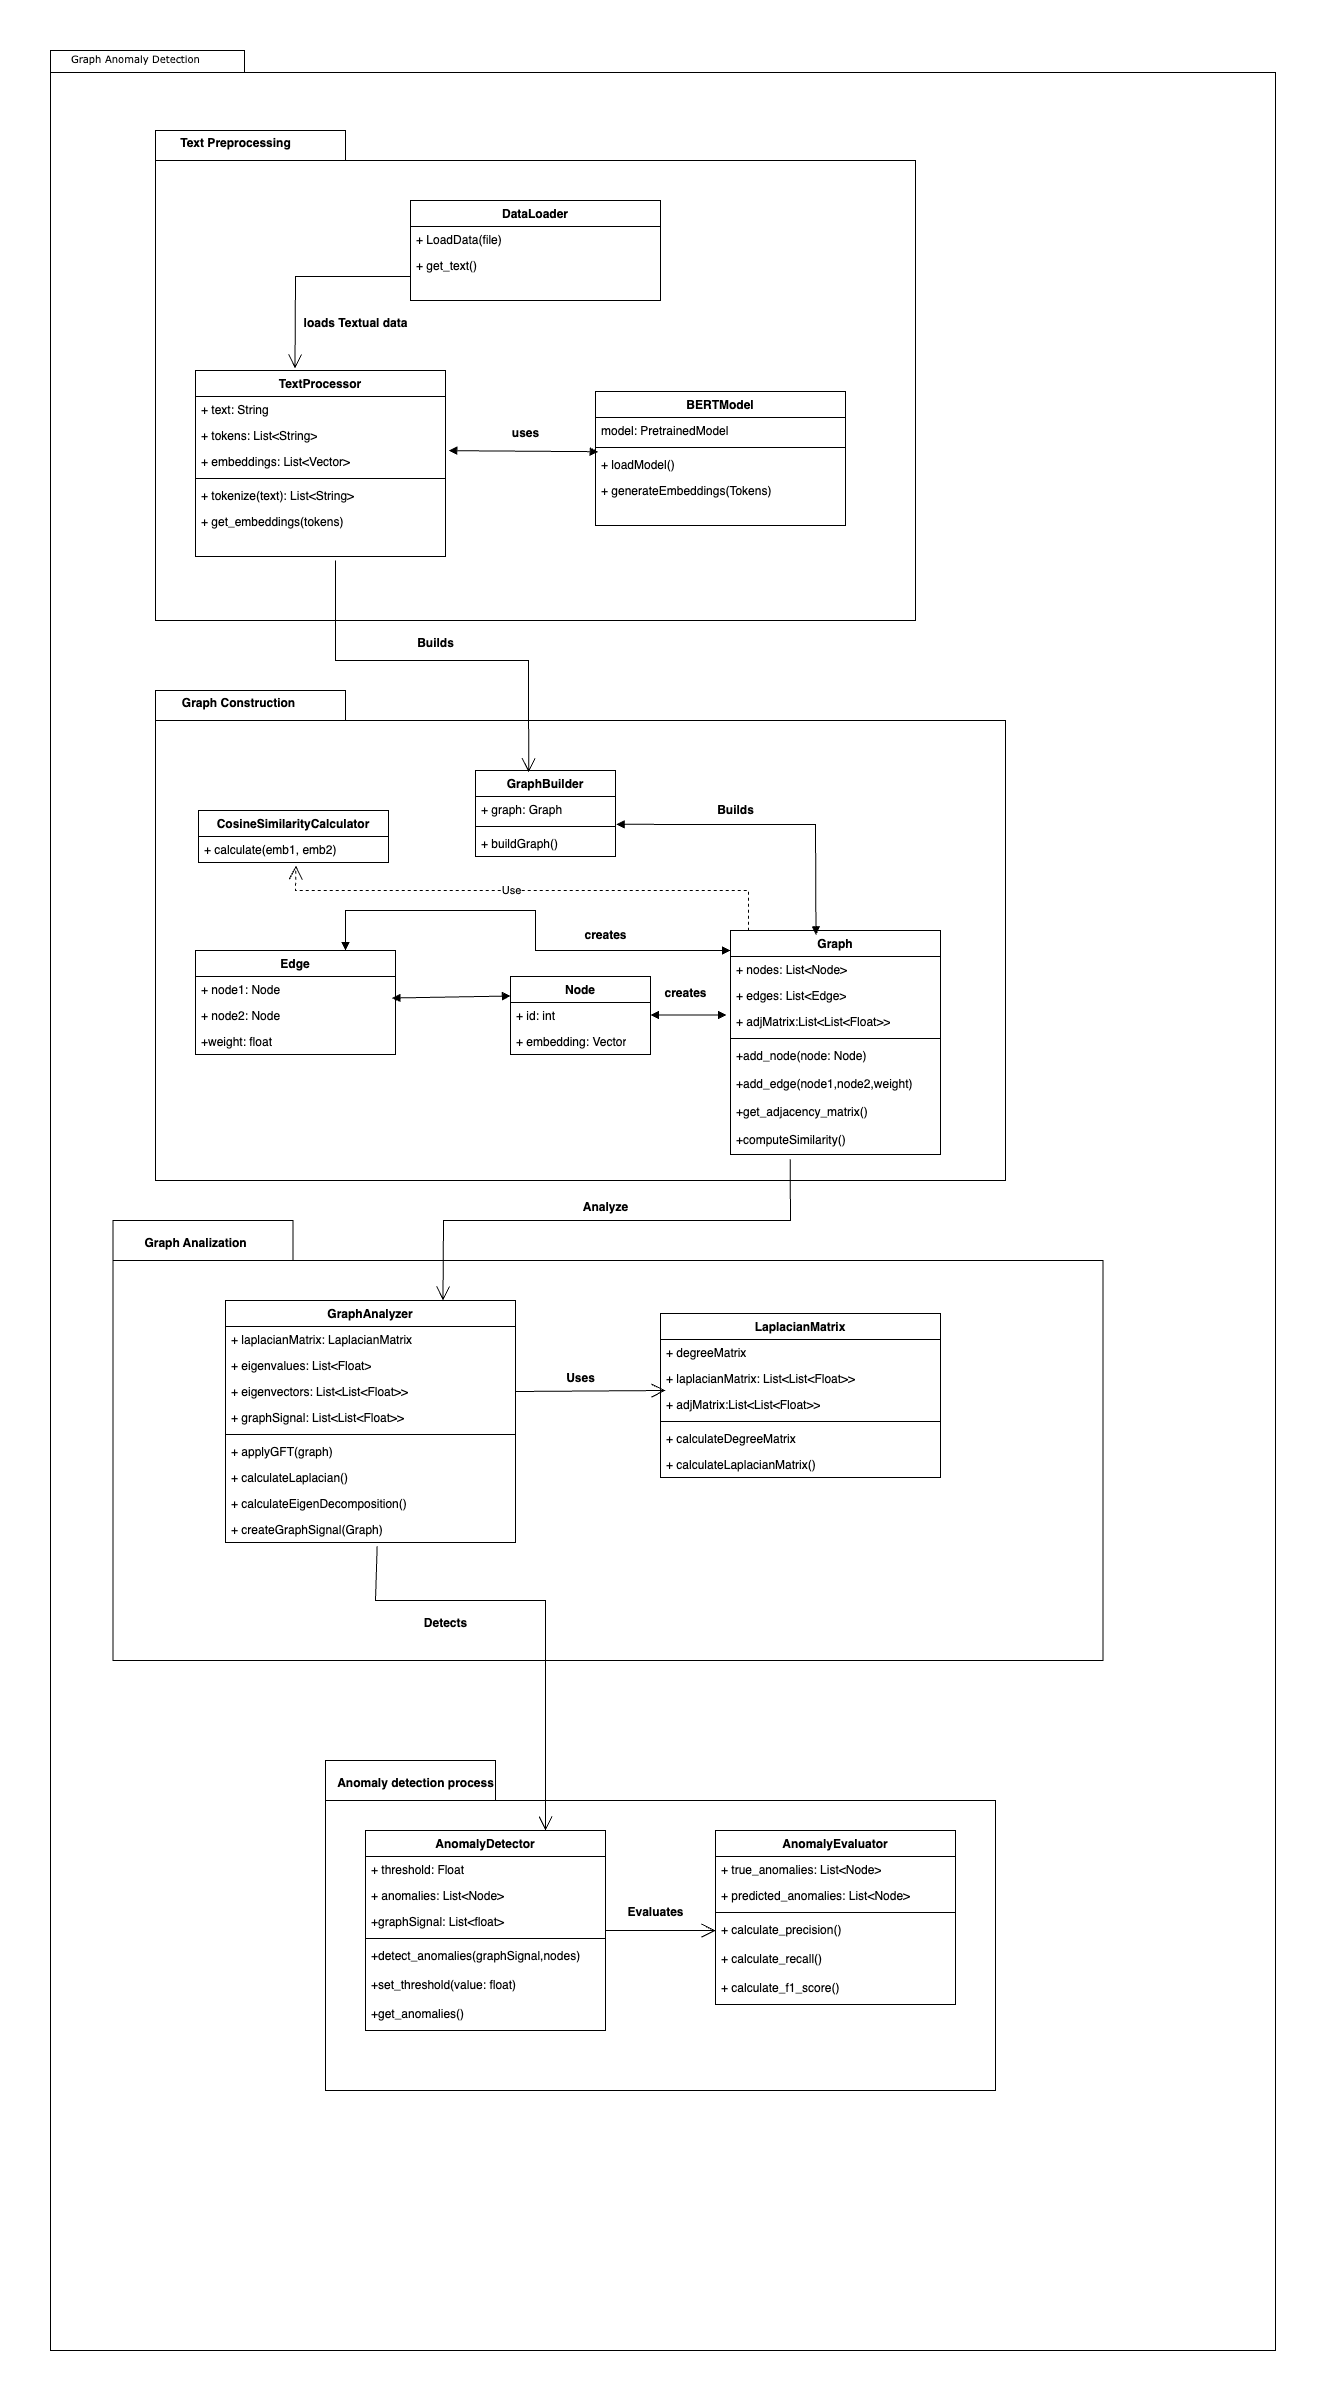 Graph Anomaly Detection
Text Preprocessing
DataLoader
+ LoadData(file)
+ get_text()
loads Textual data
TextProcessor
+ text: String
+ tokens: List<String>
+ embeddings: List<Vector>
+ tokenize(text): List<String>
+ get_embeddings(tokens)
uses
BERTModel
model: PretrainedModel
+ loadModel()
+ generateEmbeddings(Tokens)
Builds
Graph Construction
GraphBuilder
+ graph: Graph
+ buildGraph()
Builds
CosineSimilarityCalculator
+ calculate(emb1, emb2)
Use
creates
Edge
+ node1: Node
+ node2: Node
+weight: float
Node
+ id: int
+ embedding: Vector
creates
Graph
+ nodes: List<Node>
+ edges: List<Edge>
+ adjMatrix:List<List<Float>>
+add_node(node: Node)
+add_edge(node1,node2,weight)
+get_adjacency_matrix()
+computeSimilarity()
Analyze
Graph Analization
GraphAnalyzer
+ laplacianMatrix: LaplacianMatrix
+ eigenvalues: List<Float>
+ eigenvectors: List<List<Float>>
+ graphSignal: List<List<Float>>
+ applyGFT(graph)
+ calculateLaplacian()
+ calculateEigenDecomposition()
+ createGraphSignal(Graph)
Uses
LaplacianMatrix
+ degreeMatrix
+ laplacianMatrix: List<List<Float>>
+ adjMatrix:List<List<Float>>
+ calculateDegreeMatrix
+ calculateLaplacianMatrix()
Detects
Anomaly detection process
AnomalyDetector
+ threshold: Float
+ anomalies: List<Node>
+graphSignal: List<float>
+detect_anomalies(graphSignal,nodes)
+set_threshold(value: float)
+get_anomalies()
Evaluates
AnomalyEvaluator
+ true_anomalies: List<Node>
+ predicted_anomalies: List<Node>
+ calculate_precision()
+ calculate_recall()
+ calculate_f1_score()